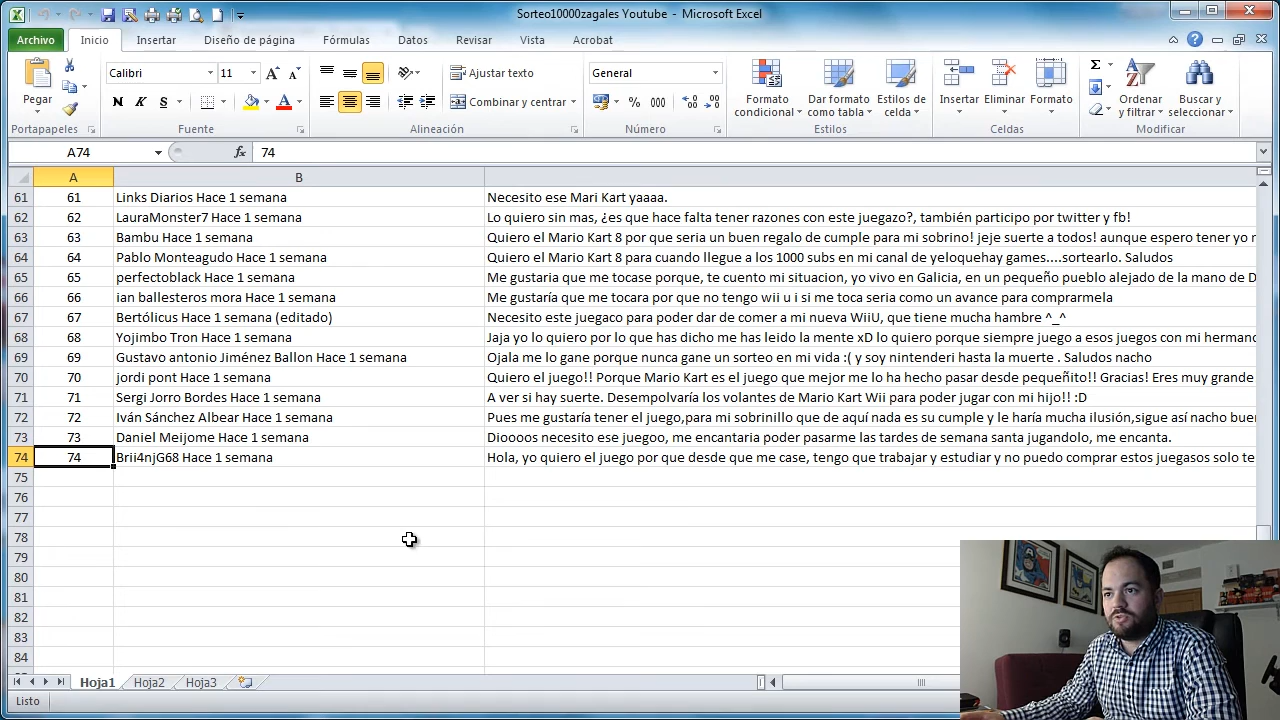 Sorteo10000zagales Youtube - Microsoft Excel
Archivo Inicio Insertar Diseño de página Fórmulas Datos Revisar Vista Acrobat
Pegar
Portapapeles
Calibri 11
N K S
Fuente
Ajustar texto
Combinar y centrar
Alineación
General
% 000
Número
Formato condicional
Dar formato como tabla
Estilos de celda
Estilos
Insertar Eliminar Formato
Celdas
Σ
Ordenar y filtrar
Buscar y seleccionar
Modificar
A74 fx 74
A B
61 61 Links Diarios Hace 1 semana Necesito ese Mari Kart yaaaa.
62 62 LauraMonster7 Hace 1 semana Lo quiero sin mas, ¿es que hace falta tener razones con este juegazo?, también participo por twitter y fb!
63 63 Bambu Hace 1 semana Quiero el Mario Kart 8 por que seria un buen regalo de cumple para mi sobrino! jeje suerte a todos! aunque espero tener yo
64 64 Pablo Monteagudo Hace 1 semana Quiero el Mario Kart 8 para cuando llegue a los 1000 subs en mi canal de yeloquehay games....sortearlo. Saludos
65 65 perfectoblack Hace 1 semana Me gustaria que me tocase porque, te cuento mi situacion, yo vivo en Galicia, en un pequeño pueblo alejado de la mano de D
66 66 ian ballesteros mora Hace 1 semana Me gustaría que me tocara por que no tengo wii u i si me toca seria como un avance para comprarmela
67 67 Bertólicus Hace 1 semana (editado) Necesito este juegaco para poder dar de comer a mi nueva WiiU, que tiene mucha hambre ^_^
68 68 Yojimbo Tron Hace 1 semana Jaja yo lo quiero por lo que has dicho me has leido la mente xD lo quiero porque siempre juego a esos juegos con mi herman
69 69 Gustavo antonio Jiménez Ballon Hace 1 semana Ojala me lo gane porque nunca gane un sorteo en mi vida :( y soy nintenderi hasta la muerte . Saludos nacho
70 70 jordi pont Hace 1 semana Quiero el juego!! Porque Mario Kart es el juego que mejor me lo ha hecho pasar desde pequeñito!! Gracias! Eres muy grande
71 71 Sergi Jorro Bordes Hace 1 semana A ver si hay suerte. Desempolvaría los volantes de Mario Kart Wii para poder jugar con mi hijo!! :D
72 72 Iván Sánchez Albear Hace 1 semana Pues me gustaría tener el juego,para mi sobrinillo que de aquí nada es su cumple y le haría mucha ilusión,sigue así nacho buen
73 73 Daniel Meijome Hace 1 semana Dioooos necesito ese juegoo, me encantaria poder pasarme las tardes de semana santa jugandolo, me encanta.
74 74 Brii4njG68 Hace 1 semana Hola, yo quiero el juego por que desde que me case, tengo que trabajar y estudiar y no puedo comprar estos juegasos solo te
75
76
77
78
79
80
81
82
83
84
Hoja1 Hoja2 Hoja3
Listo